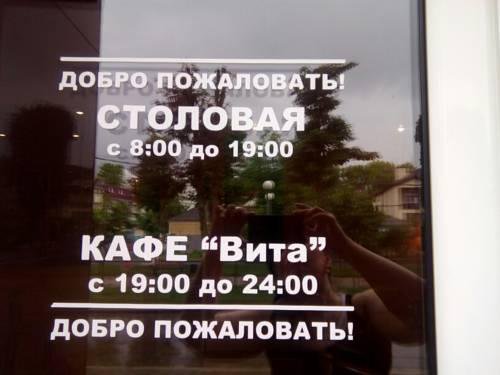 ДОБРО ПОЖАЛОВАТЬ!
СТОЛОВАЯ
с 8:00 до 19:00
КАФЕ “Вита”
с 19:00 до 24:00
ДОБРО ПОЖАЛОВАТЬ!